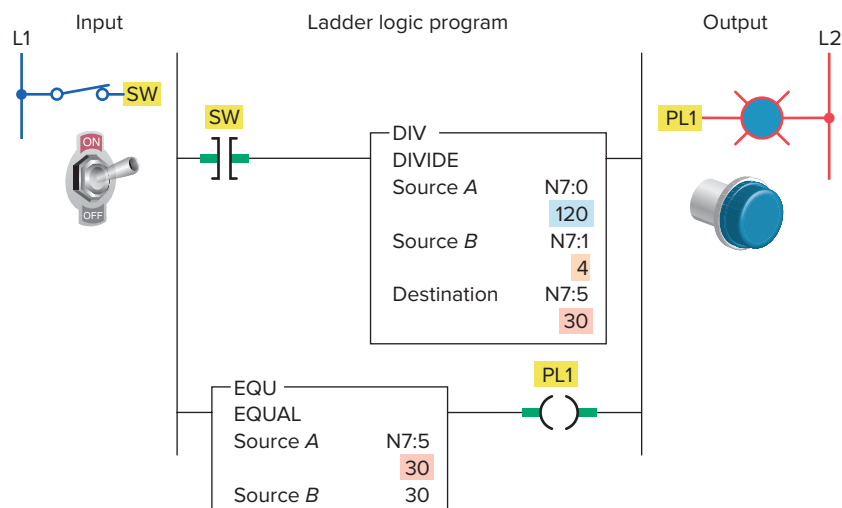 Input
Ladder logic program
Output
L1
L2
SW
ON
OFF
SW
DIV
DIVIDE
Source A N7:0
120
Source B N7:1
4
Destination N7:5
30
PL1
PL1
EQU
EQUAL
Source A N7:5
30
Source B 30